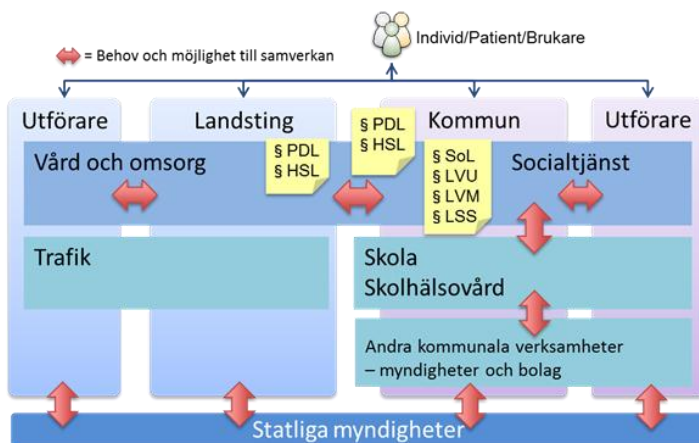 Individ/Patient/Brukare
= Behov och möjlighet till samverkan
Utförare
Landsting
Kommun
Utförare
§ PDL
§ HSL
§ PDL
§ HSL
Vård och omsorg
§ SoL
§ LVU
§ LVM
§ LSS
Socialtjänst
Trafik
Skola
Skolhälsovård
Andra kommunala verksamheter
– myndigheter och bolag
Statliga myndigheter